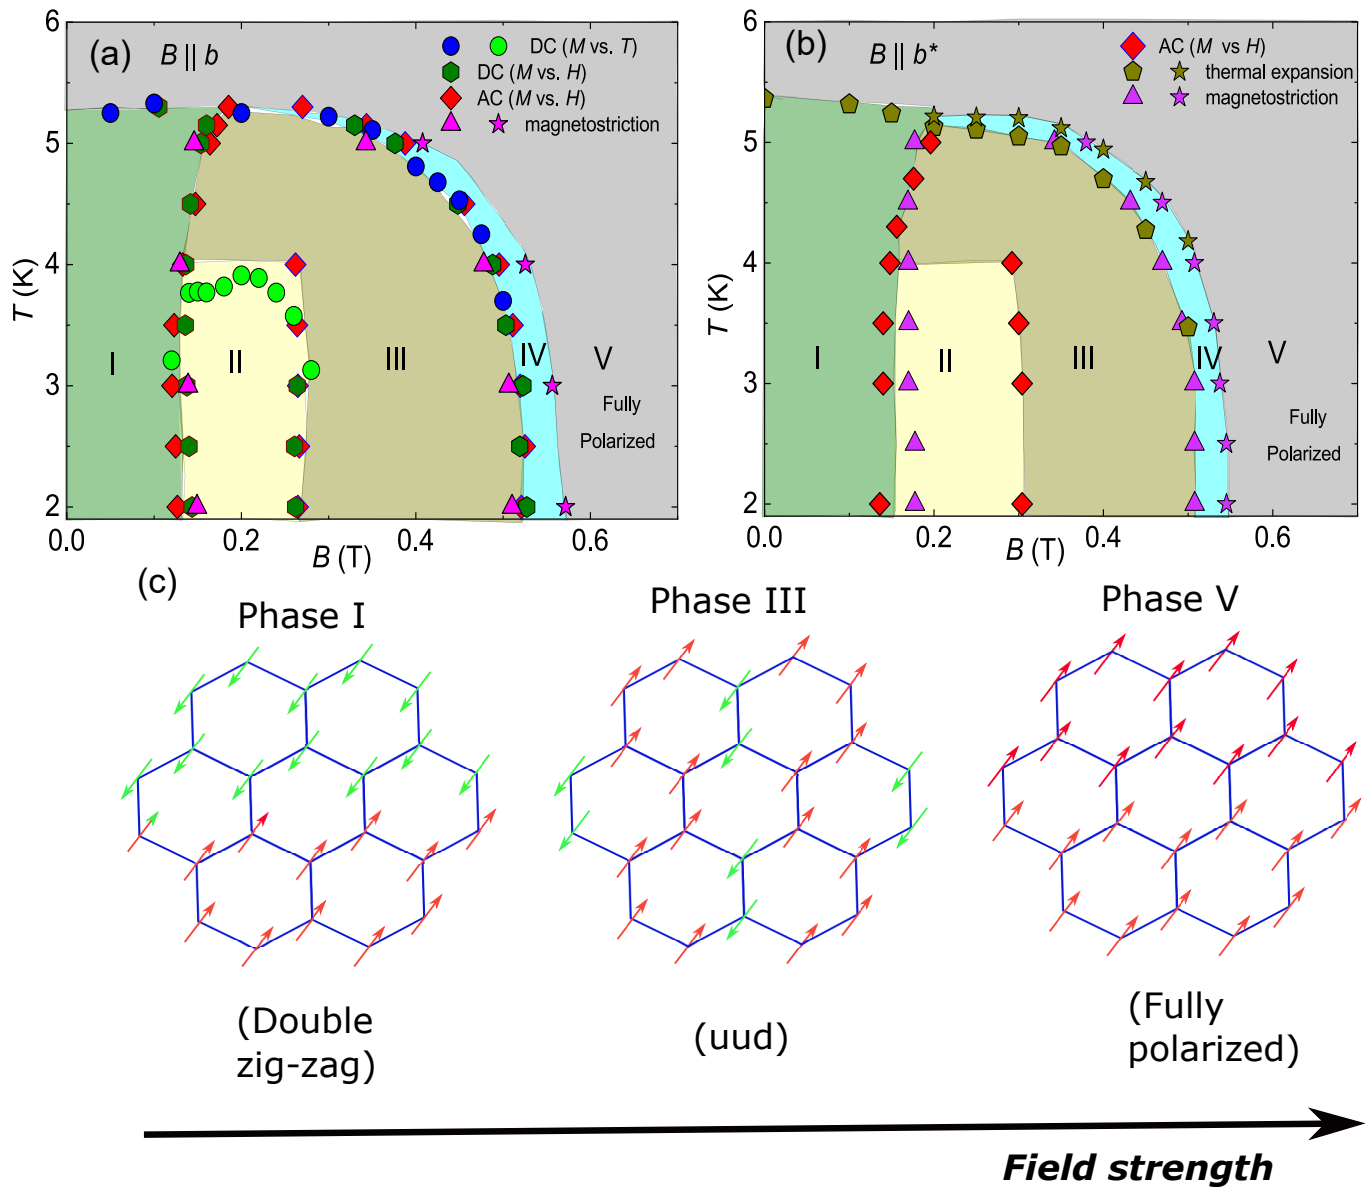 (a) B || b
DC (M vs. T)
DC (M vs. H)
AC (M vs. H)
magnetostriction
6
5
4
3
2
T (K)
I
II
III
IV
V
Fully
Polarized
0.0 0.2 0.4 0.6
B (T)
(b) B || b*
AC (M vs H)
thermal expansion
magnetostriction
6
5
4
3
2
T (K)
I
II
III
IV
V
Fully
Polarized
0.0 0.2 0.4 0.6
B (T)
(c)
Phase I
Phase III
Phase V
(Double
zig-zag)
(uud)
(Fully
polarized)
Field strength